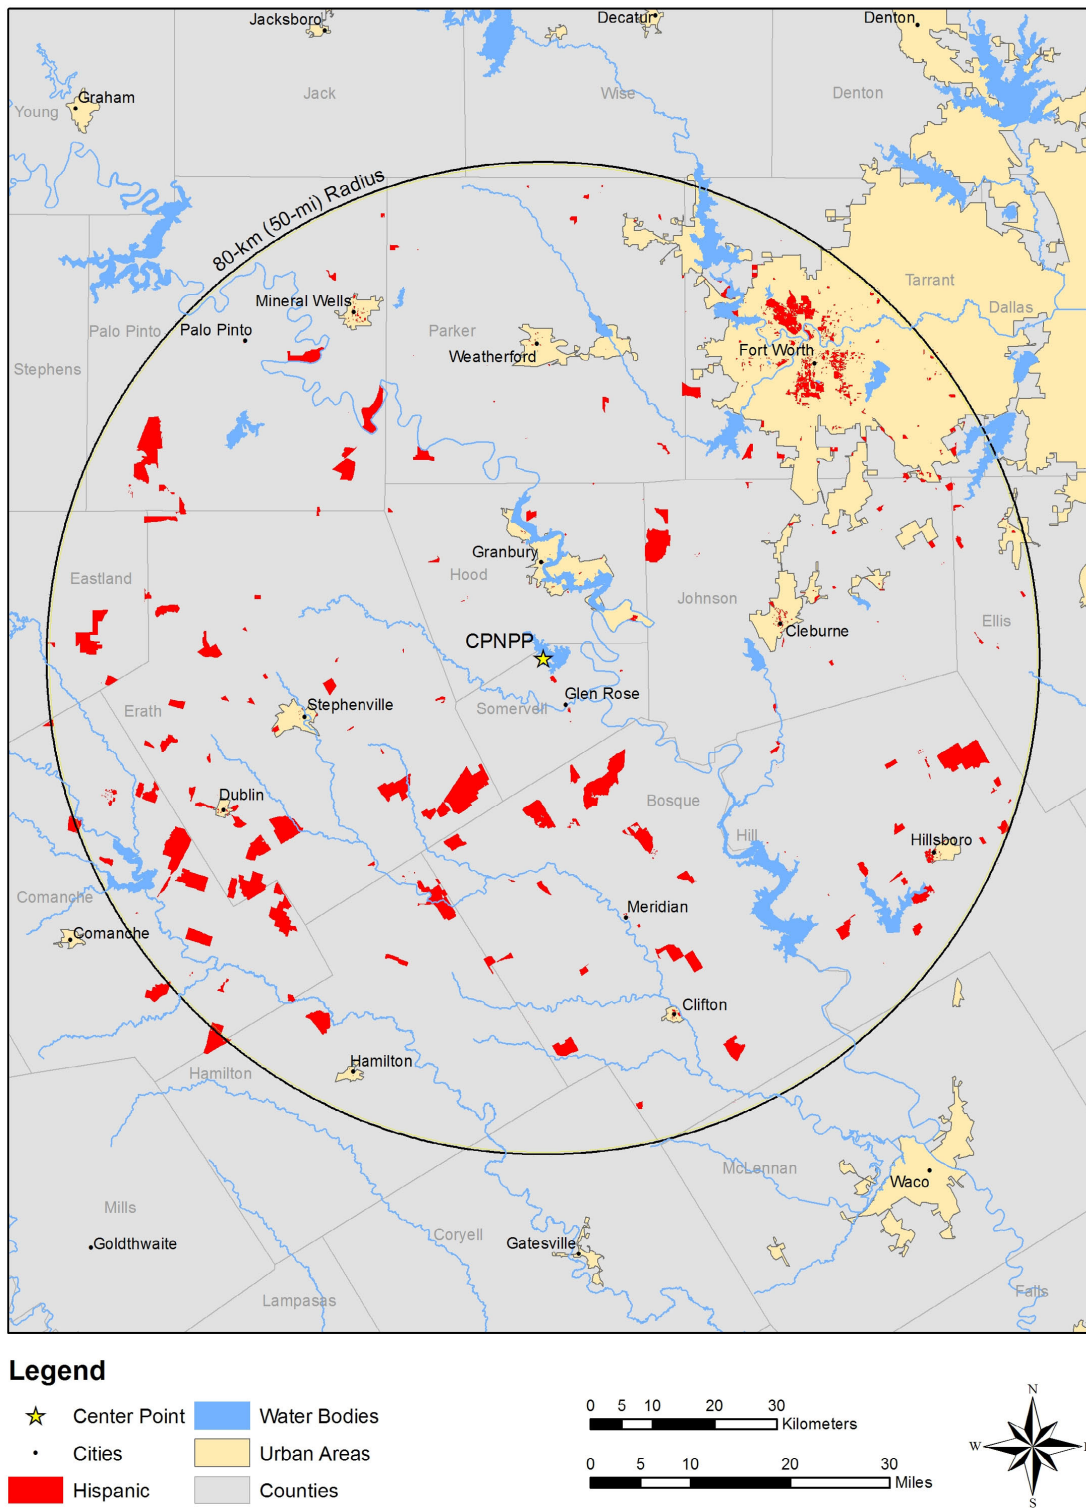 Jacksboro
Decatur
Denton
Graham
Young
Jack
Wise
Denton
80-km (50-mi) Radius
Tarrant
Dallas
Mineral Wells
Palo Pinto
Palo Pinto
Parker
Weatherford
Fort Worth
Stephens
Granbury
Hood
Eastland
Johnson
Ellis
Cleburne
CPNPP
Glen Rose
Somervell
Erath
Stephenville
Dublin
Bosque
Hill
Hillsboro
Comanche
Comanche
Meridian
Clifton
Hamilton
Hamilton
McLennan
Waco
Mills
Goldthwaite
Coryell
Gatesville
Lampasas
Falls
Legend
Center Point
Water Bodies
Cities
Urban Areas
Hispanic
Counties
0 5 10 20 30
Kilometers
0 5 10 20 30
Miles
N
W
E
S